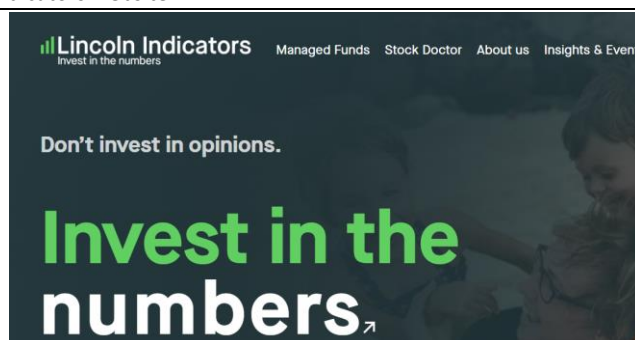 Lincoln Indicators
Invest in the numbers
Managed Funds Stock Doctor About us Insights & Even
Don't invest in opinions.
Invest in the
numbers